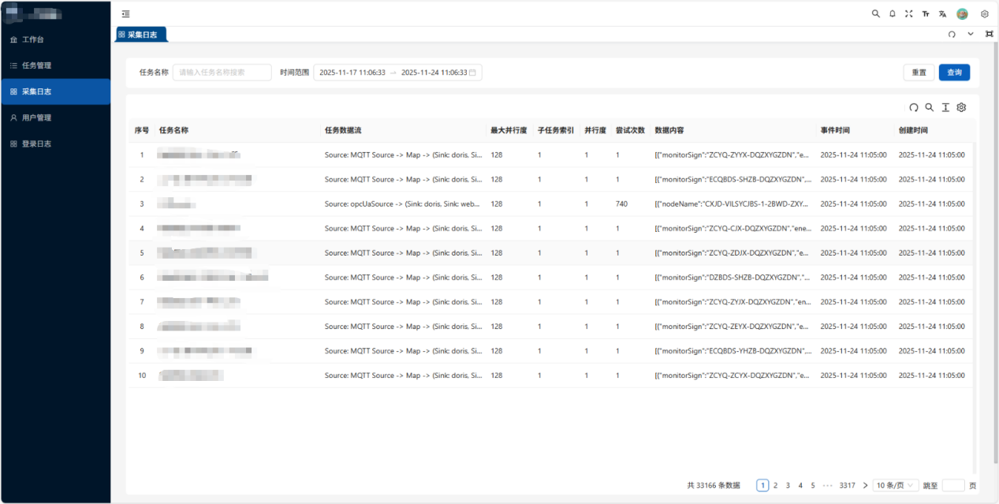 工作台
任务管理
采集日志
用户管理
登录日志
采集日志
任务名称 请输入任务名称搜索 时间范围 2025-11-17 11:06:33 → 2025-11-24 11:06:33 重置 查询
序号 任务名称 任务数据流 最大并行度 子任务索引 并行度 尝试次数 数据内容 事件时间 创建时间
1 Source: MQTT Source -> Map -> (Sink: doris, Si... 128 1 1 1 [{"monitorSign":"ZCYQ-ZYYX-DQZXYGZDN","e... 2025-11-24 11:05:00 2025-11-24 11:05:00
2 Source: MQTT Source -> Map -> (Sink: doris, Si... 128 1 1 1 [{"monitorSign":"ECQBDS-SHZB-DQZXYGZDN",... 2025-11-24 11:05:00 2025-11-24 11:05:00
3 Source: opcUaSource -> (Sink: doris, Sink: web... 128 1 1 740 [{"nodeName":"CXJD-VILSYCJBS-1-2BWD-ZXY... 2025-11-24 11:05:00 2025-11-24 11:05:00
4 Source: MQTT Source -> Map -> (Sink: doris, Si... 128 1 1 1 [{"monitorSign":"ZCYQ-CJX-DQZXYGZDN","ene... 2025-11-24 11:05:00 2025-11-24 11:05:00
5 Source: MQTT Source -> Map -> (Sink: doris, Si... 128 1 1 1 [{"monitorSign":"ZCYQ-ZDJX-DQZXYGZDN","e... 2025-11-24 11:05:00 2025-11-24 11:05:00
6 Source: MQTT Source -> Map -> (Sink: doris, Si... 128 1 1 1 [{"monitorSign":"DZBDS-SHZB-DQZXYGZDN","... 2025-11-24 11:05:00 2025-11-24 11:05:00
7 Source: MQTT Source -> Map -> (Sink: doris, Si... 128 1 1 1 [{"monitorSign":"ZCYQ-ZYJX-DQZXYGZDN","en... 2025-11-24 11:05:00 2025-11-24 11:05:00
8 Source: MQTT Source -> Map -> (Sink: doris, Si... 128 1 1 1 [{"monitorSign":"ZCYQ-ZEYX-DQZXYGZDN","e... 2025-11-24 11:05:00 2025-11-24 11:05:00
9 Source: MQTT Source -> Map -> (Sink: doris, Si... 128 1 1 1 [{"monitorSign":"ECQBDS-YHZB-DQZXYGZDN",... 2025-11-24 11:05:00 2025-11-24 11:05:00
10 Source: MQTT Source -> Map -> (Sink: doris, Si... 128 1 1 1 [{"monitorSign":"ZCYQ-ZCYX-DQZXYGZDN","e... 2025-11-24 11:05:00 2025-11-24 11:05:00
共 33166 条数据 1 2 3 4 5 ··· 3317 > 10 条/页 跳至 页